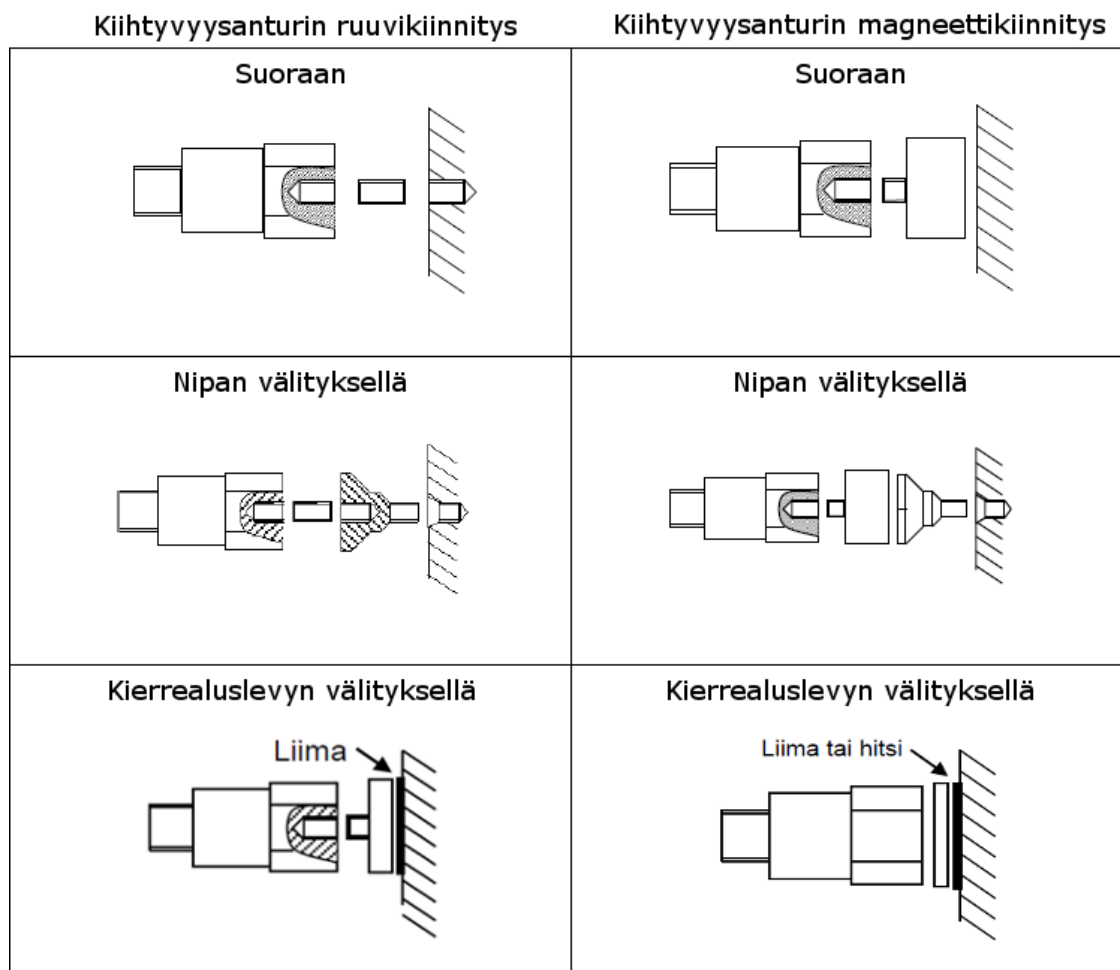 Kiihtyvyysanturin ruuvikiinnitys
Kiihtyvyysanturin magneettikiinnitys
Suoraan
Suoraan
Nipan välityksellä
Nipan välityksellä
Kierrealuslevyn välityksellä
Liima
Kierrealuslevyn välityksellä
Liima tai hitsi